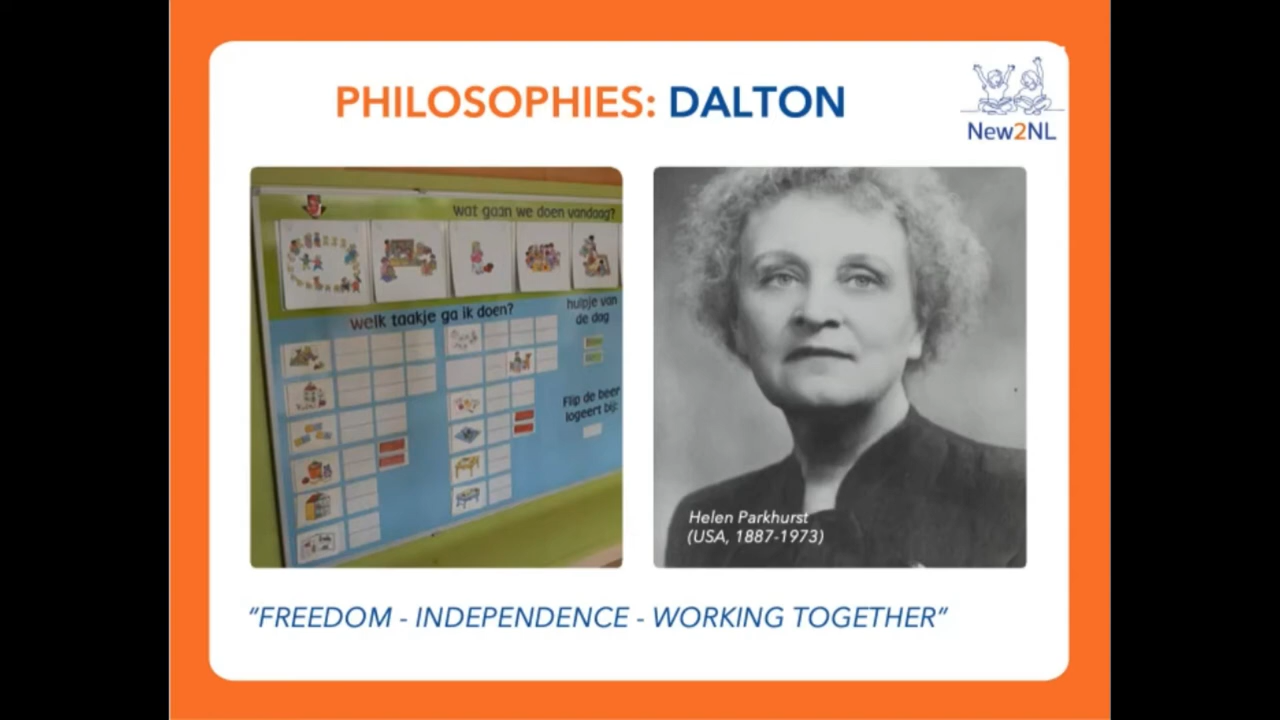 PHILOSOPHIES: DALTON
New2NL
wat gaan we doen vandaag?
welk taakje ga ik doen?
hulpje van
de dag
Flip de beer
logeert bij:
Helen Parkhurst
(USA, 1887-1973)
“FREEDOM - INDEPENDENCE - WORKING TOGETHER”